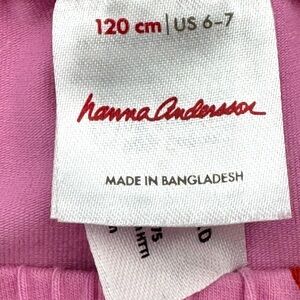 120 cm | US 6-7
hanna andersson
MADE IN BANGLADESH